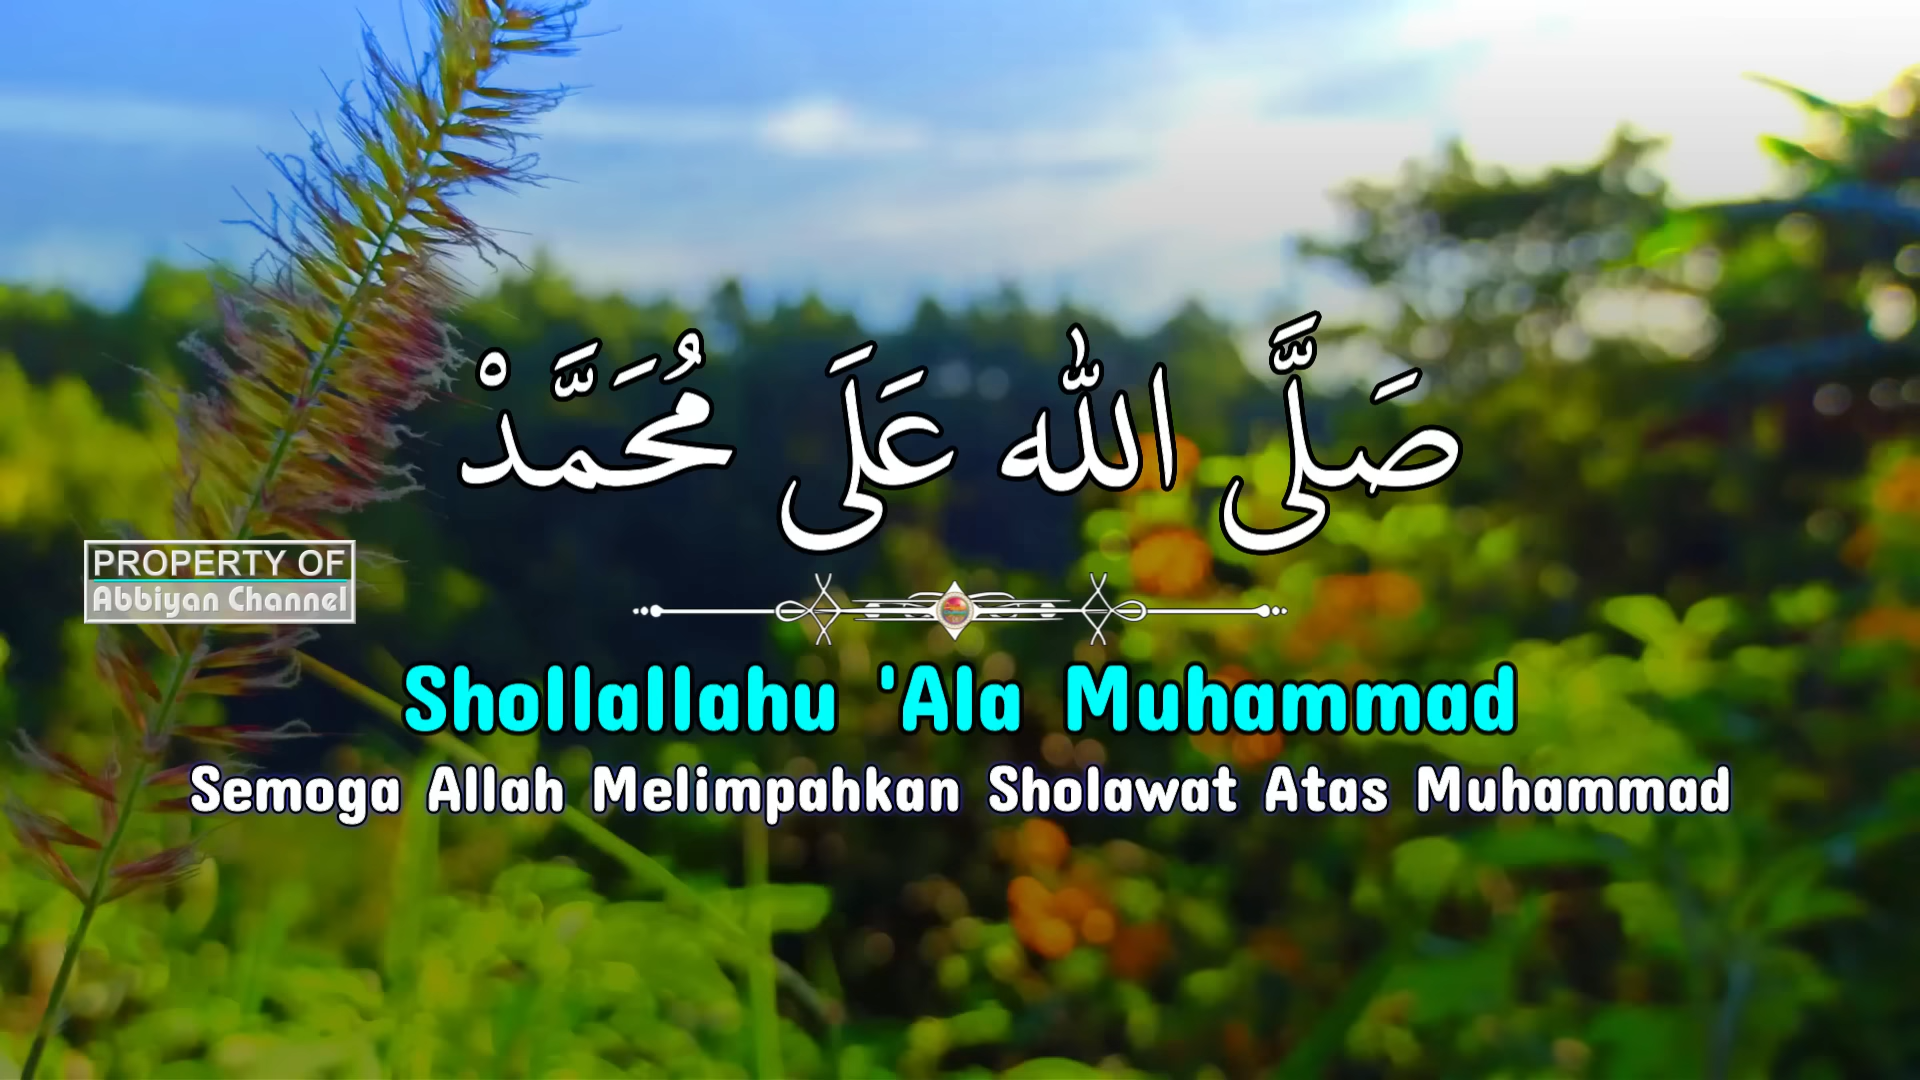 صَلَّى اللّٰه عَلَى مُحَمَّدْ
PROPERTY OF
Abbiyan Channel
Shollallahu 'Ala Muhammad
Semoga Allah Melimpahkan Sholawat Atas Muhammad